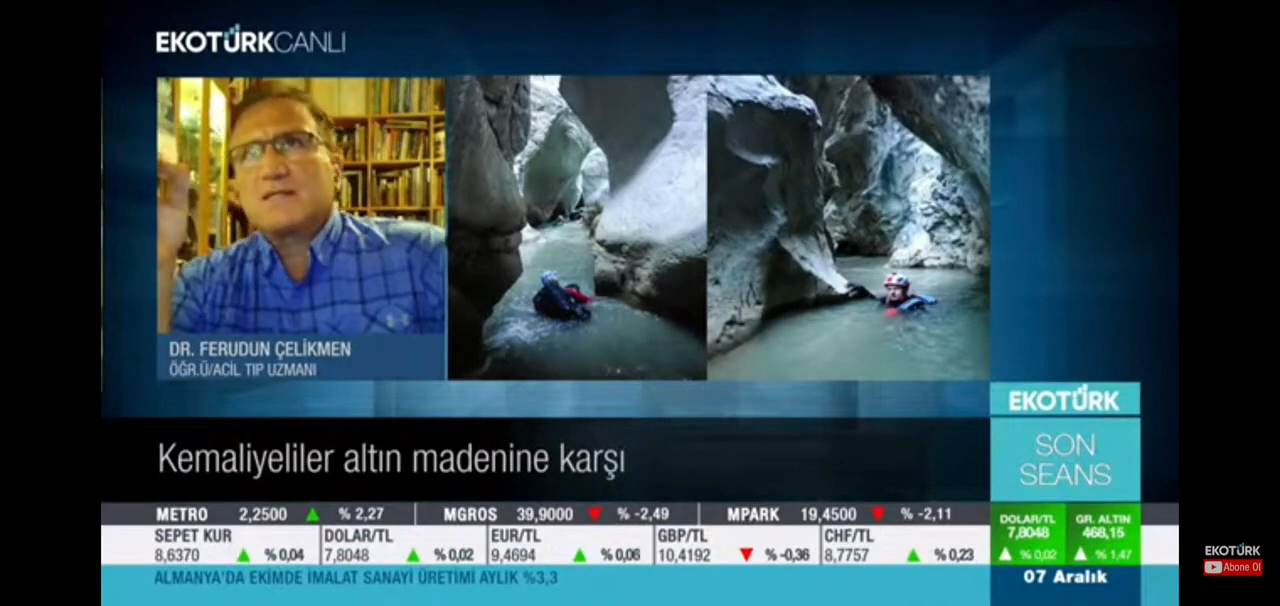 EKOTÜRK CANLI
DR. FERUDUN ÇELİKMEN
ÖĞR.Ü/ACİL TIP UZMANI
Kemaliyeliler altın madenine karşı
EKOTÜRK
SON
SEANS
METRO 2,2500 % 2,27 MGROS 39,9000 % -2,49 MPARK 19,4500 % -2,11
SEPET KUR DOLAR/TL EUR/TL GBP/TL CHF/TL
8,6370 % 0,04 7,8048 % 0,02 9,4694 % 0,06 10,4192 % -0,36 8,7757 % 0,23
DOLAR/TL GR. ALTIN
7,8048 468,15
% 0,02 % 1,47
ALMANYA'DA EKİMDE İMALAT SANAYİ ÜRETİMİ AYLIK %3,3
07 Aralık
EKOTÜRK
Abone Ol